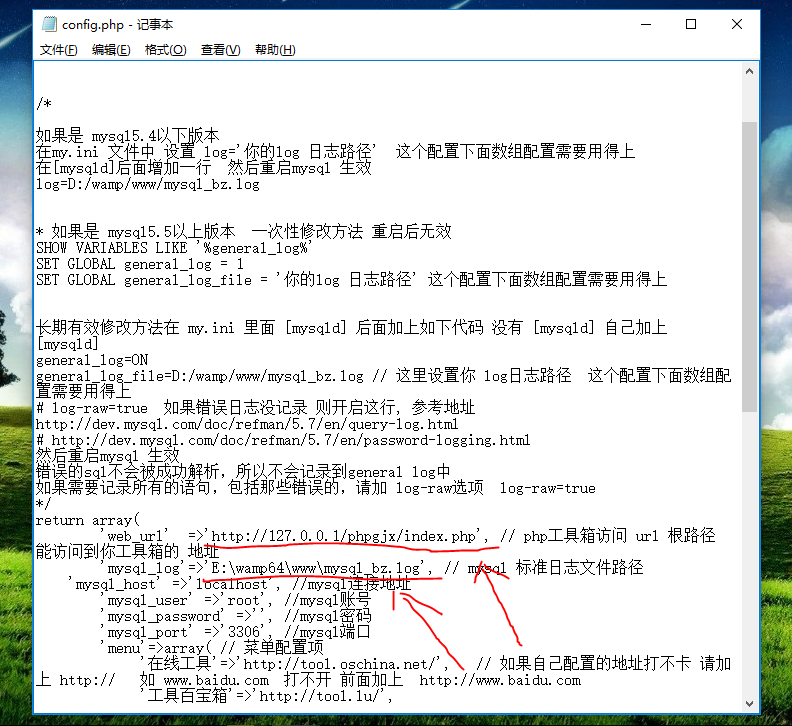 config.php - 记事本
文件(F) 编辑(E) 格式(O) 查看(V) 帮助(H)
/*
如果是 mysql5.4以下版本
在my.ini 文件中 设置 log='你的log 日志路径'  这个配置下面数组配置需要用得上
在[mysqld]后面增加一行  然后重启mysql 生效
log=D:/wamp/www/mysql_bz.log
* 如果是 mysql5.5以上版本  一次性修改方法 重启后无效
SHOW VARIABLES LIKE '%general_log%'
SET GLOBAL general_log = 1
SET GLOBAL general_log_file = '你的log 日志路径' 这个配置下面数组配置需要用得上
长期有效修改方法在 my.ini 里面 [mysqld] 后面加上如下代码 没有 [mysqld] 自己加上
[mysqld]
general_log=ON
general_log_file=D:/wamp/www/mysql_bz.log // 这里设置你 log日志路径  这个配置下面数组配
置需要用得上
# log-raw=true  如果错误日志没记录 则开启这行, 参考地址
http://dev.mysql.com/doc/refman/5.7/en/query-log.html
# http://dev.mysql.com/doc/refman/5.7/en/password-logging.html
然后重启mysql 生效
错误的sql不会被成功解析，所以不会记录到general log中
如果需要记录所有的语句，包括那些错误的，请加 log-raw选项  log-raw=true
*/
return array(
'web_url'  =>'http://127.0.0.1/phpgjx/index.php', // php工具箱访问 url 根路径
能访问到你工具箱的 地址
'mysql_log'=>'E:\wamp64\www\mysql_bz.log', // mysql 标准日志文件路径
'mysql_host' =>'localhost', //mysql连接地址
'mysql_user' =>'root', //mysql账号
'mysql_password' =>'', //mysql密码
'mysql_port' =>'3306', //mysql端口
'menu'=>array( // 菜单配置项
'在线工具'=>'http://tool.oschina.net/',   // 如果自己配置的地址打不卡 请加
上 http://  如 www.baidu.com  打不开 前面加上  http://www.baidu.com
'工具百宝箱'=>'http://tool.lu/',